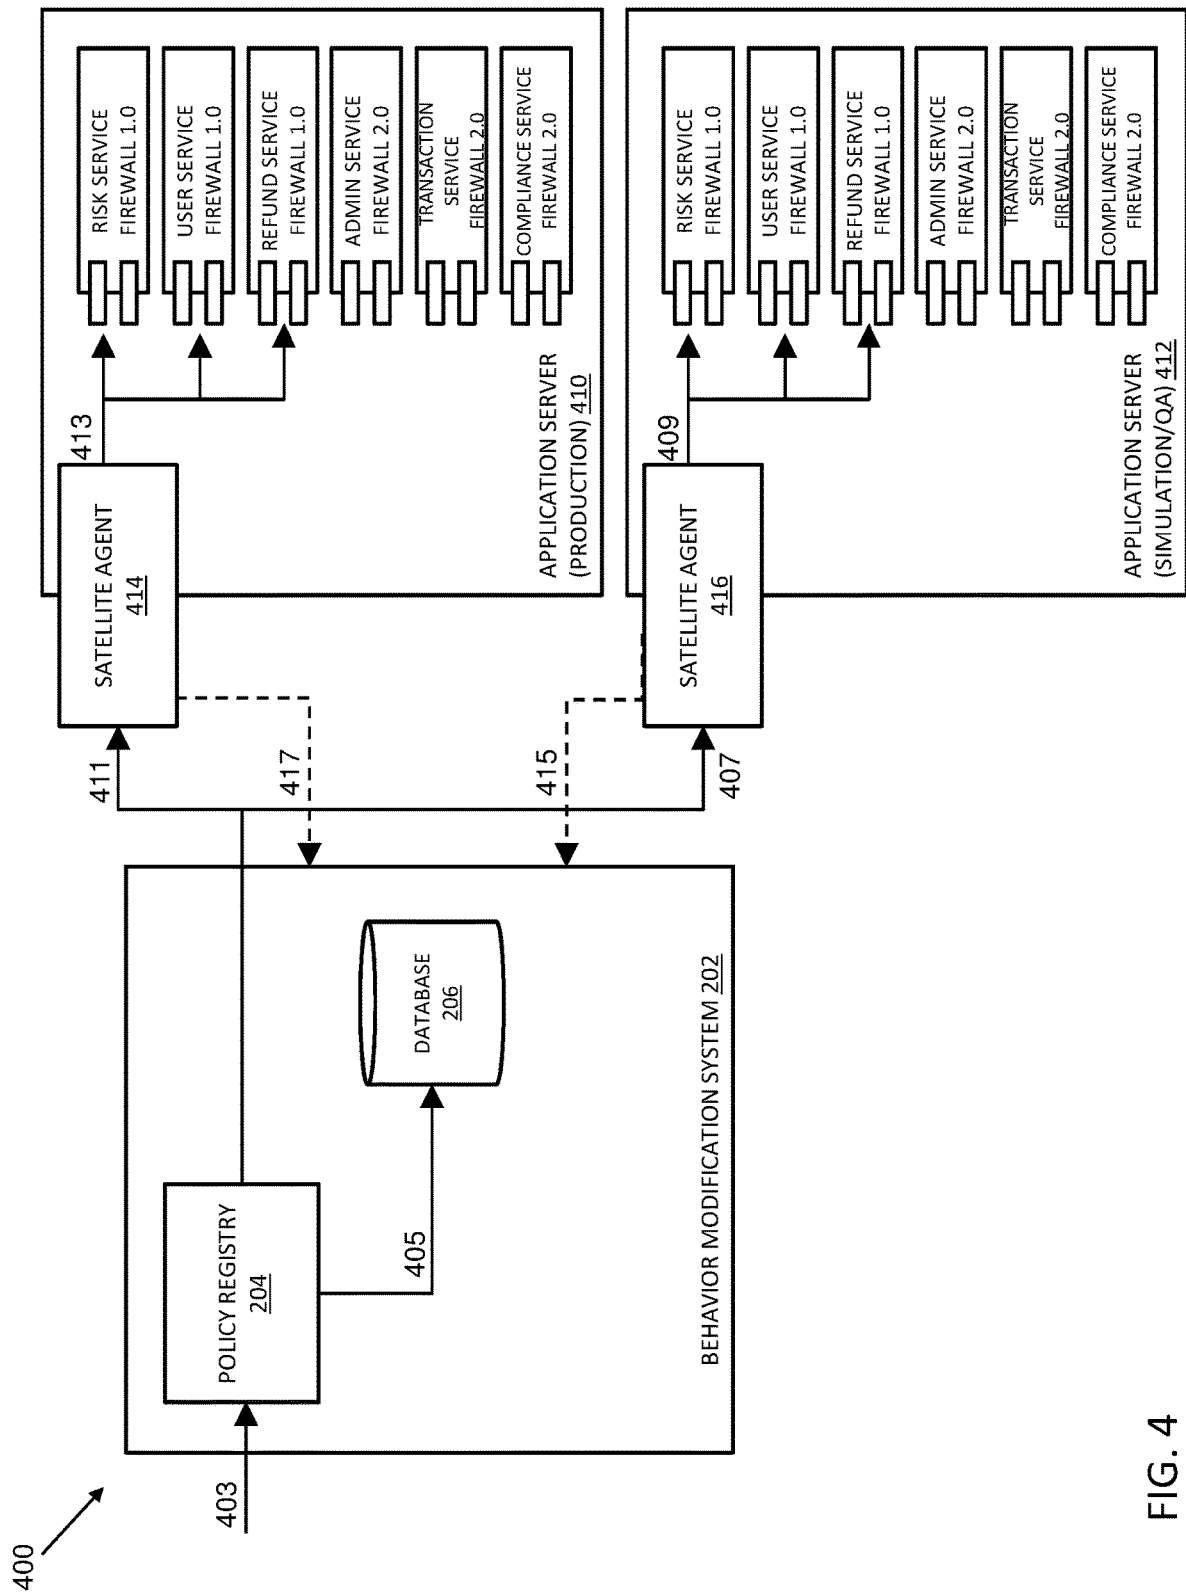 400
403
POLICY REGISTRY
204
405
DATABASE
206
BEHAVIOR MODIFICATION SYSTEM 202
411
417
415
407
SATELLITE AGENT
414
413
RISK SERVICE
FIREWALL 1.0
USER SERVICE
FIREWALL 1.0
REFUND SERVICE
FIREWALL 1.0
ADMIN SERVICE
FIREWALL 2.0
TRANSACTION
SERVICE
FIREWALL 2.0
COMPLIANCE SERVICE
FIREWALL 2.0
APPLICATION SERVER
(PRODUCTION) 410
SATELLITE AGENT
416
409
RISK SERVICE
FIREWALL 1.0
USER SERVICE
FIREWALL 1.0
REFUND SERVICE
FIREWALL 1.0
ADMIN SERVICE
FIREWALL 2.0
TRANSACTION
SERVICE
FIREWALL 2.0
COMPLIANCE SERVICE
FIREWALL 2.0
APPLICATION SERVER
(SIMULATION/QA) 412
FIG. 4